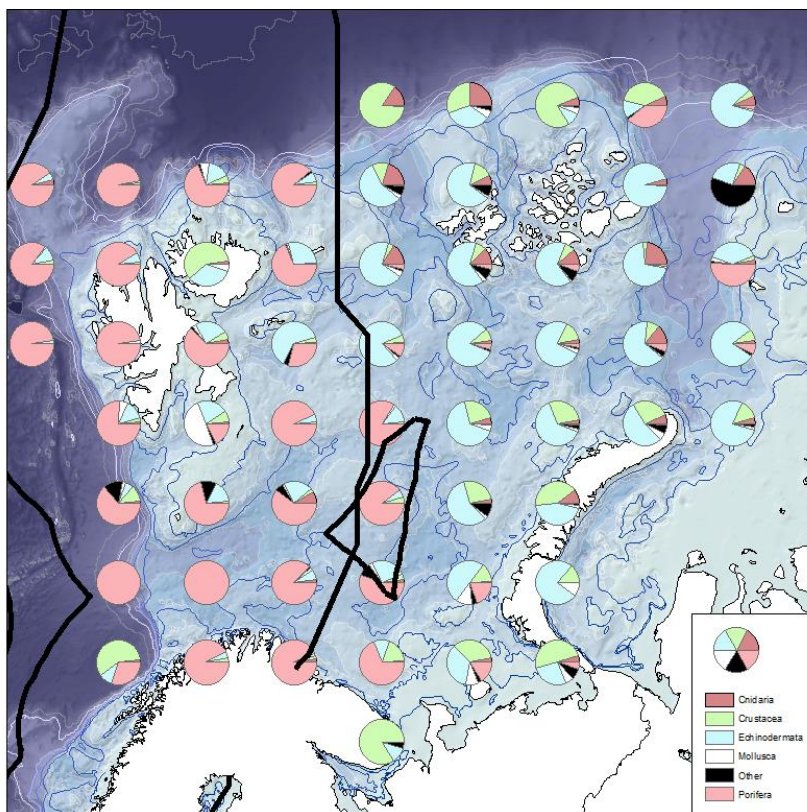 Cnidaria
Crustacea
Echinodermata
Mollusca
Other
Porifera